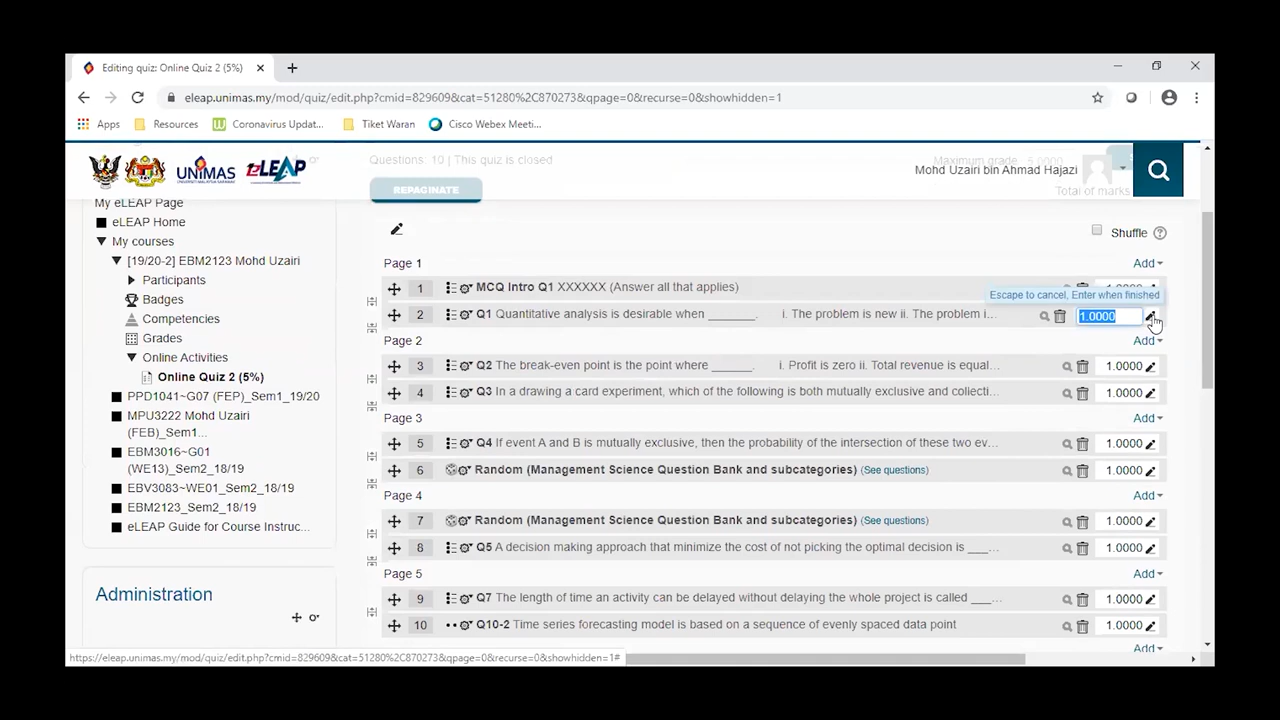 Editing quiz: Online Quiz 2 (5%)
eleap.unimas.my/mod/quiz/edit.php?cmid=829609&cat=51280%2C870273&qpage=0&recurse=0&showhidden=1
Apps Resources Coronavirus Updat... Tiket Waran Cisco Webex Meeti...
UNIMAS
eLEAP
Questions: 10 | This quiz is closed
Maximum grade
Mohd Uzairi bin Ahmad Hajazi
REPAGINATE
Total of marks
My eLEAP Page
eLEAP Home
My courses
[19/20-2] EBM2123 Mohd Uzairi
Participants
Badges
Competencies
Grades
Online Activities
Online Quiz 2 (5%)
PPD1041~G07 (FEP)_Sem1_19/20
MPU3222 Mohd Uzairi
(FEB)_Sem1...
EBM3016~G01
(WE13)_Sem2_18/19
EBV3083~WE01_Sem2_18/19
EBM2123_Sem2_18/19
eLEAP Guide for Course Instruc...
Administration
Shuffle
Page 1 Add
1 MCQ Intro Q1 XXXXXX (Answer all that applies)
Escape to cancel, Enter when finished
2 Q1 Quantitative analysis is desirable when _______. i. The problem is new ii. The problem i... 1.0000
Page 2 Add
3 Q2 The break-even point is the point where ______. i. Profit is zero ii. Total revenue is equal... 1.0000
4 Q3 In a drawing a card experiment, which of the following is both mutually exclusive and collecti... 1.0000
Page 3 Add
5 Q4 If event A and B is mutually exclusive, then the probability of the intersection of these two ev... 1.0000
6 Random (Management Science Question Bank and subcategories) (See questions) 1.0000
Page 4 Add
7 Random (Management Science Question Bank and subcategories) (See questions) 1.0000
8 Q5 A decision making approach that minimize the cost of not picking the optimal decision is ___... 1.0000
Page 5 Add
9 Q7 The length of time an activity can be delayed without delaying the whole project is called ___... 1.0000
10 Q10-2 Time series forecasting model is based on a sequence of evenly spaced data point 1.0000
Add
https://eleap.unimas.my/mod/quiz/edit.php?cmid=829609&cat=51280%2C870273&qpage=0&recurse=0&showhidden=1#